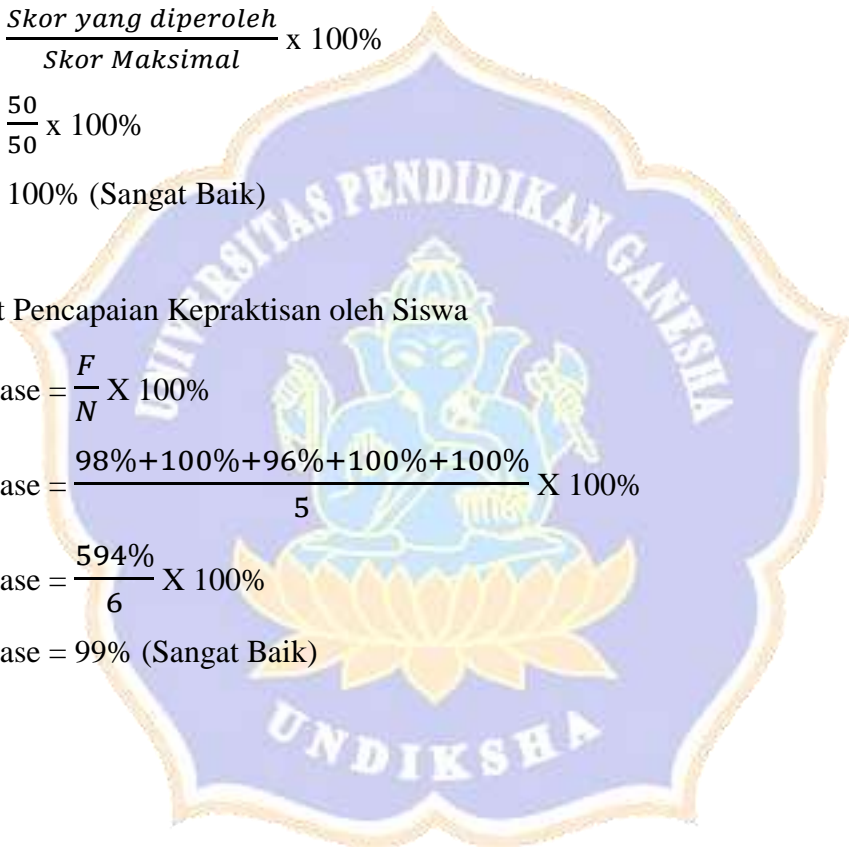 Skor yang diperoleh / Skor Maksimal x 100%
50/50 x 100%
100% (Sangat Baik)
t Pencapaian Kepraktisan oleh Siswa
ase = F/N X 100%
ase = 98%+100%+96%+100%+100% / 5 X 100%
ase = 594%/6 X 100%
ase = 99% (Sangat Baik)
UNIVERSITAS PENDIDIKAN GANESHA
UNDIKSHA